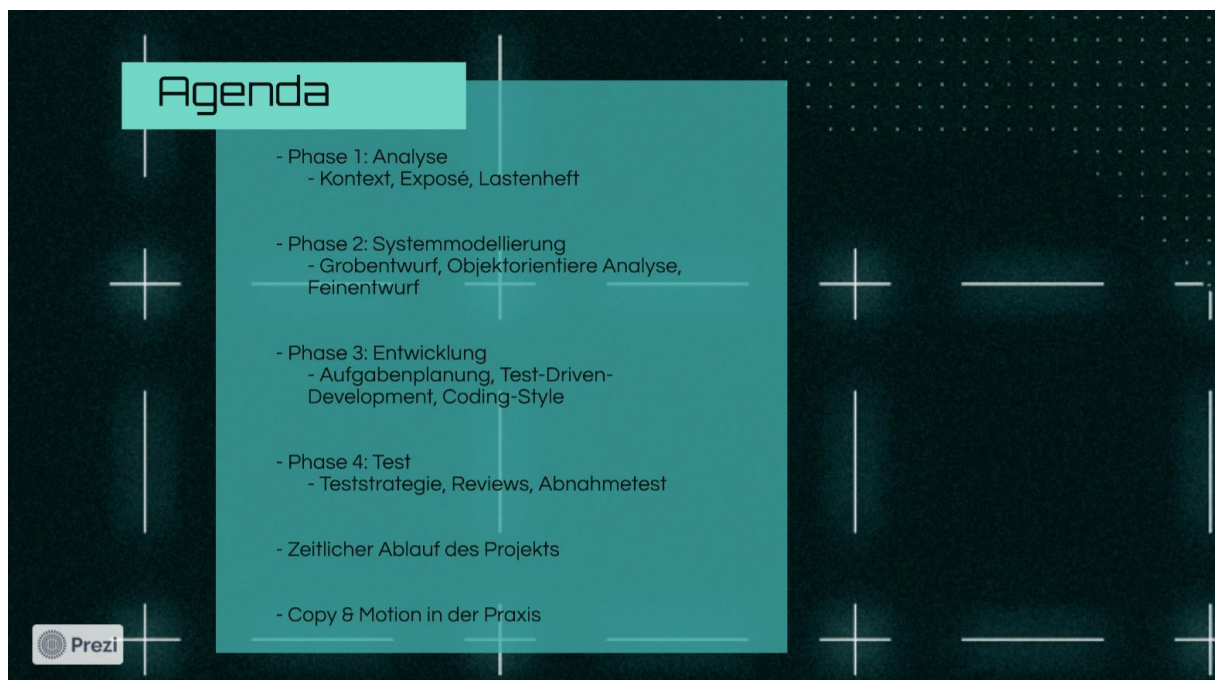 Agenda
- Phase 1: Analyse
- Kontext, Exposé, Lastenheft
- Phase 2: Systemmodellierung
- Grobentwurf, Objektorientiere Analyse,
Feinentwurf
- Phase 3: Entwicklung
- Aufgabenplanung, Test-Driven-
Development, Coding-Style
- Phase 4: Test
- Teststrategie, Reviews, Abnahmetest
- Zeitlicher Ablauf des Projekts
- Copy & Motion in der Praxis
Prezi